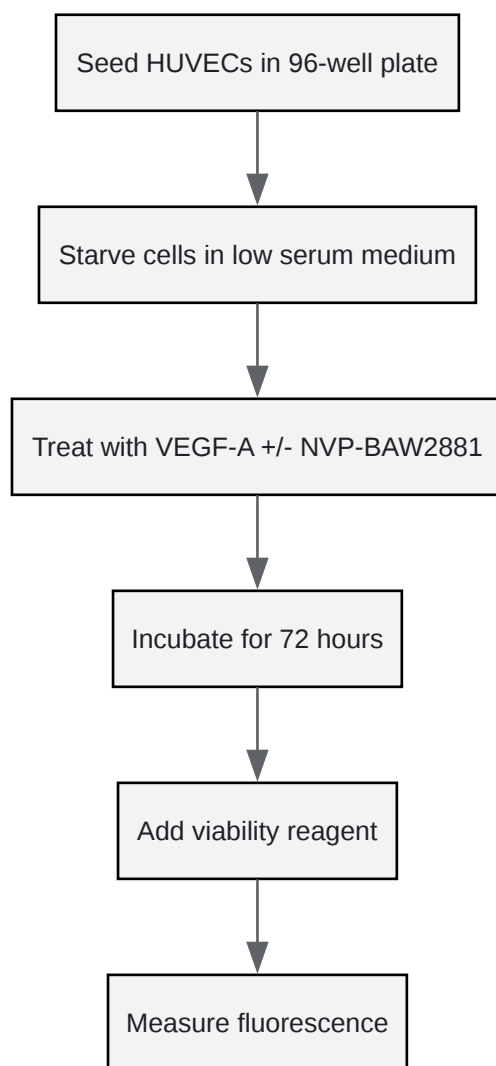 Seed HUVECs in 96-well plate
Starve cells in low serum medium
Treat with VEGF-A +/- NVP-BAW2881
Incubate for 72 hours
Add viability reagent
Measure fluorescence